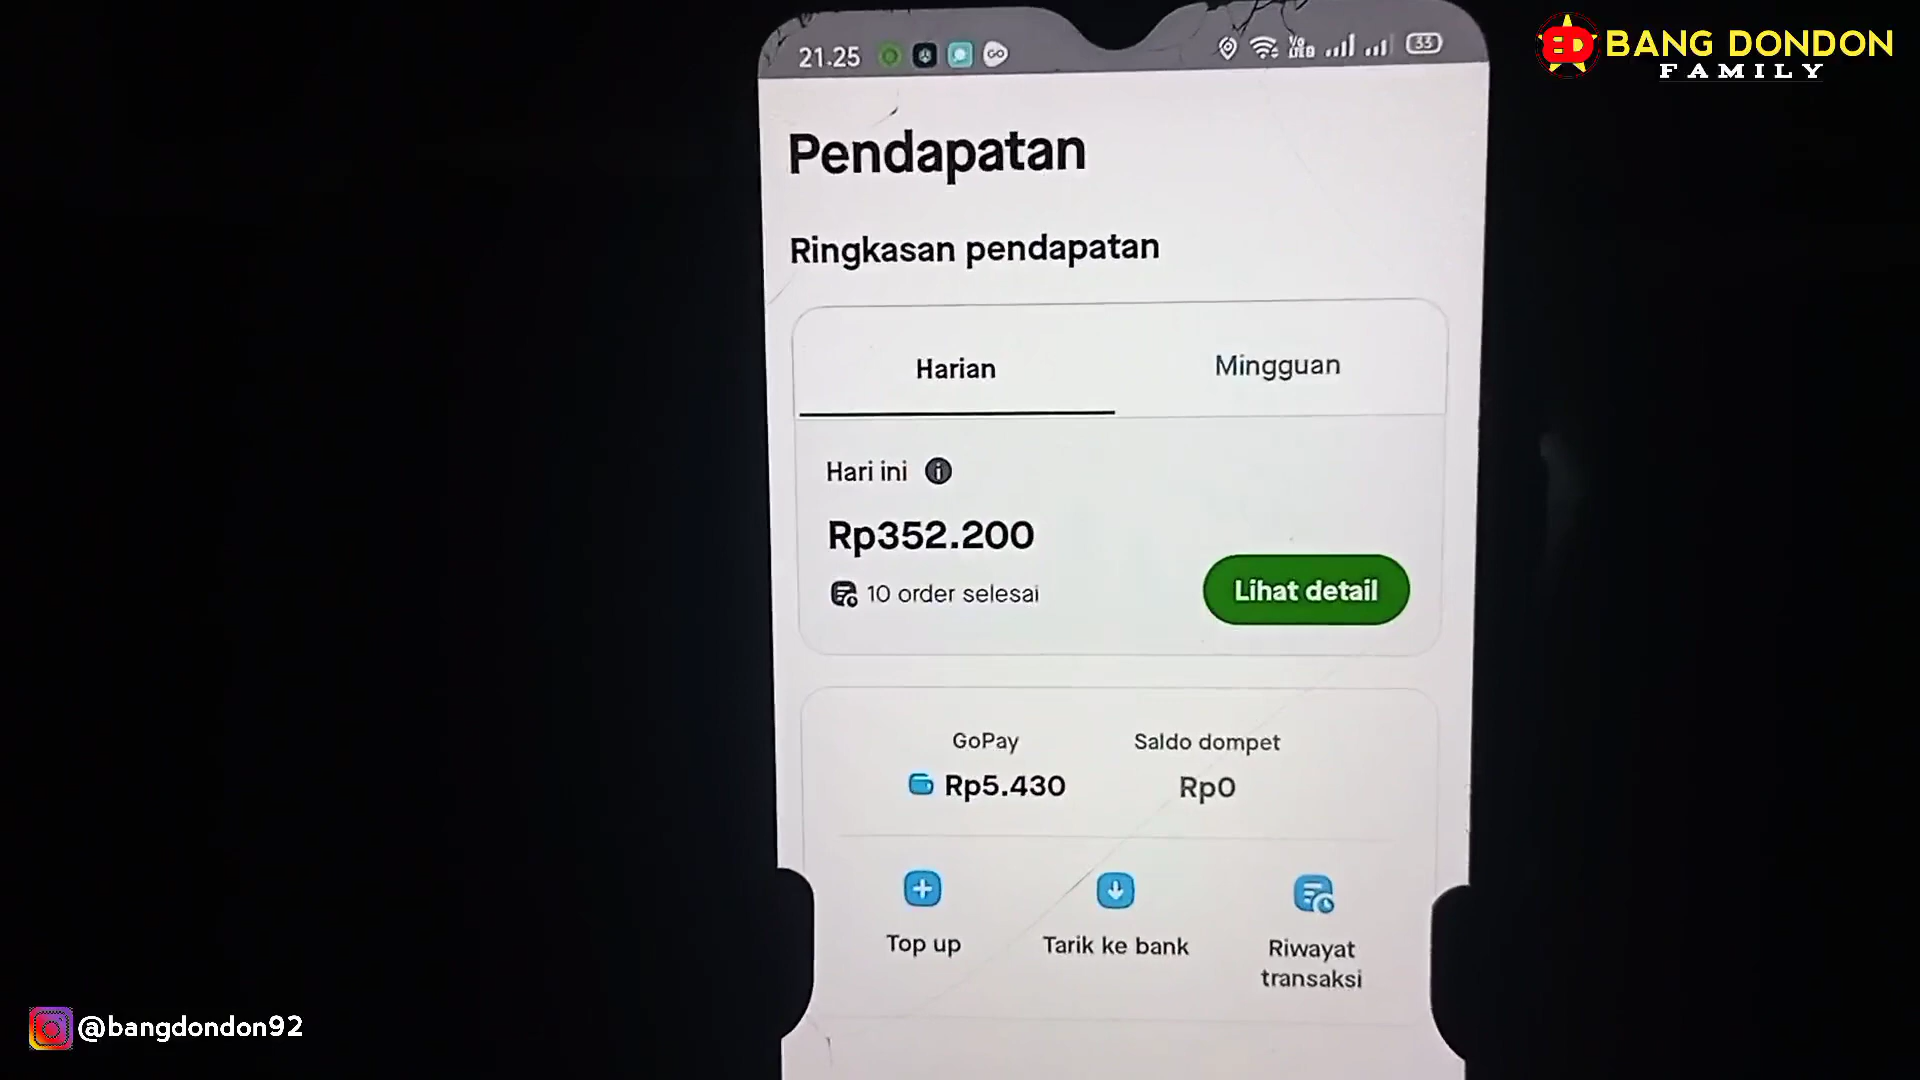 BANG DONDON
FAMILY
21.25
33
Pendapatan
Ringkasan pendapatan
Harian
Mingguan
Hari ini
Rp352.200
10 order selesai
Lihat detail
GoPay
Saldo dompet
Rp5.430
Rp0
Top up
Tarik ke bank
Riwayat
transaksi
@bangdondon92